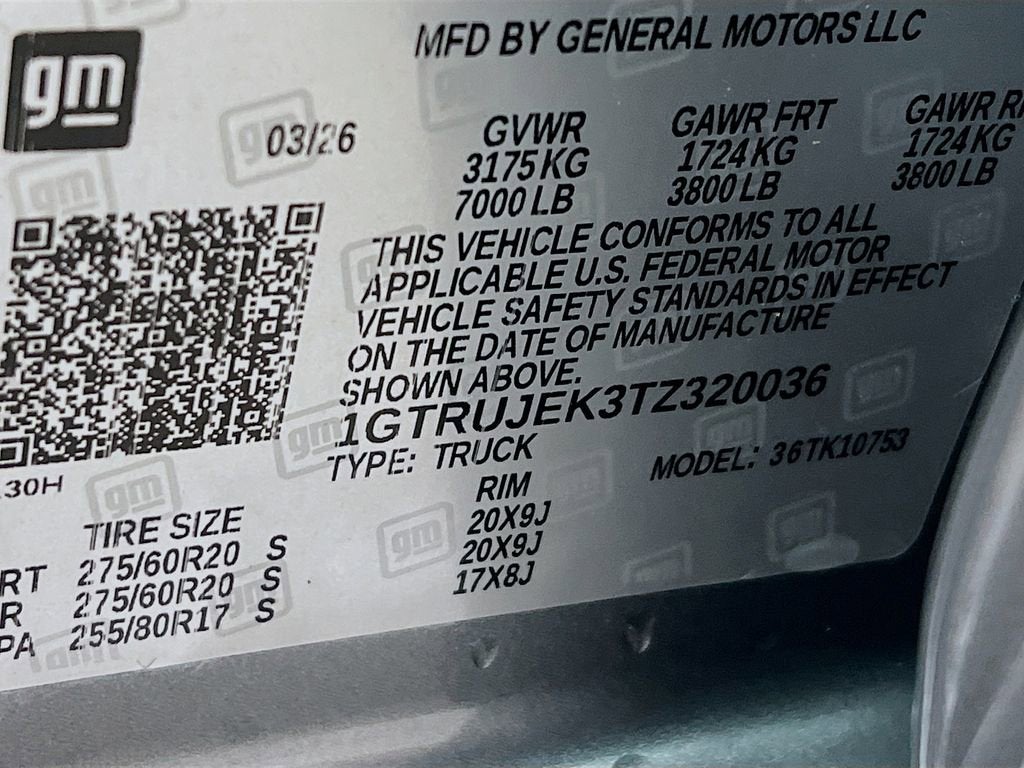 gm
MFD BY GENERAL MOTORS LLC
03/26
GVWR
3175 KG
7000 LB
GAWR FRT
1724 KG
3800 LB
GAWR R
1724 KG
3800 LB
THIS VEHICLE CONFORMS TO ALL
APPLICABLE U.S. FEDERAL MOTOR
VEHICLE SAFETY STANDARDS IN EFFECT
ON THE DATE OF MANUFACTURE
SHOWN ABOVE.
1GTRUJEK3TZ320036
TYPE: TRUCK
MODEL: 36TK10753
30H
TIRE SIZE RIM
RT 275/60R20 S 20X9J
R 275/60R20 S 20X9J
PA 255/80R17 S 17X8J